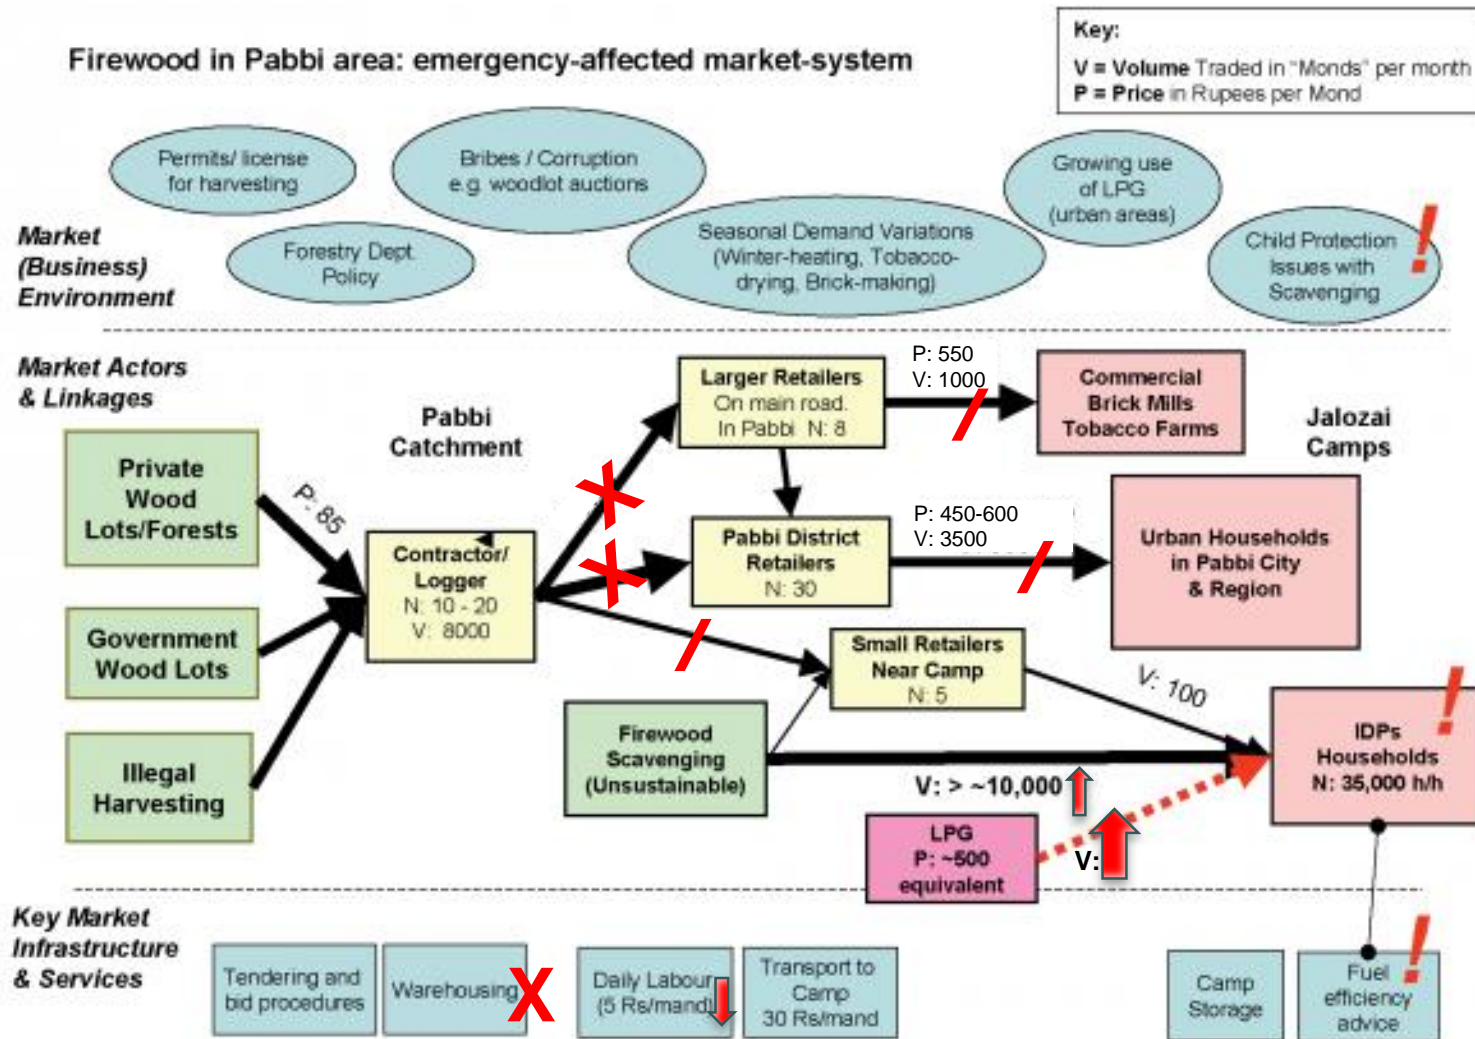 Key:
V = Volume Traded in "Monds" per month
P = Price in Rupees per Mond
Firewood in Pabbi area: emergency-affected market-system
Permits/ license
for harvesting
Bribes / Corruption
e.g. woodlot auctions
Growing use
of LPG
(urban areas)
Forestry Dept.
Policy
Seasonal Demand Variations
(Winter-heating, Tobacco-
drying, Brick-making)
Child Protection
Issues with
Scavenging
!
Market
(Business)
Environment
Market Actors
& Linkages
Pabbi
Catchment
Jalozai
Camps
Private
Wood
Lots/Forests
P: 85
Government
Wood Lots
Illegal
Harvesting
Contractor/
Logger
N: 10 - 20
V: 8000
X
X
Larger Retailers
On main road.
In Pabbi N: 8
P: 550
V: 1000
Commercial
Brick Mills
Tobacco Farms
Pabbi District
Retailers
N: 30
P: 450-600
V: 3500
Urban Households
in Pabbi City
& Region
Small Retailers
Near Camp
N: 5
V: 100
Firewood
Scavenging
(Unsustainable)
V: > ~10,000
IDPs
Households
N: 35,000 h/h
!
LPG
P: ~500
equivalent
V:
Key Market
Infrastructure
& Services
Tendering and
bid procedures
Warehousing
X
Daily Labour
(5 Rs/mand)
Transport to
Camp
30 Rs/mand
Camp
Storage
Fuel
efficiency
advice
!